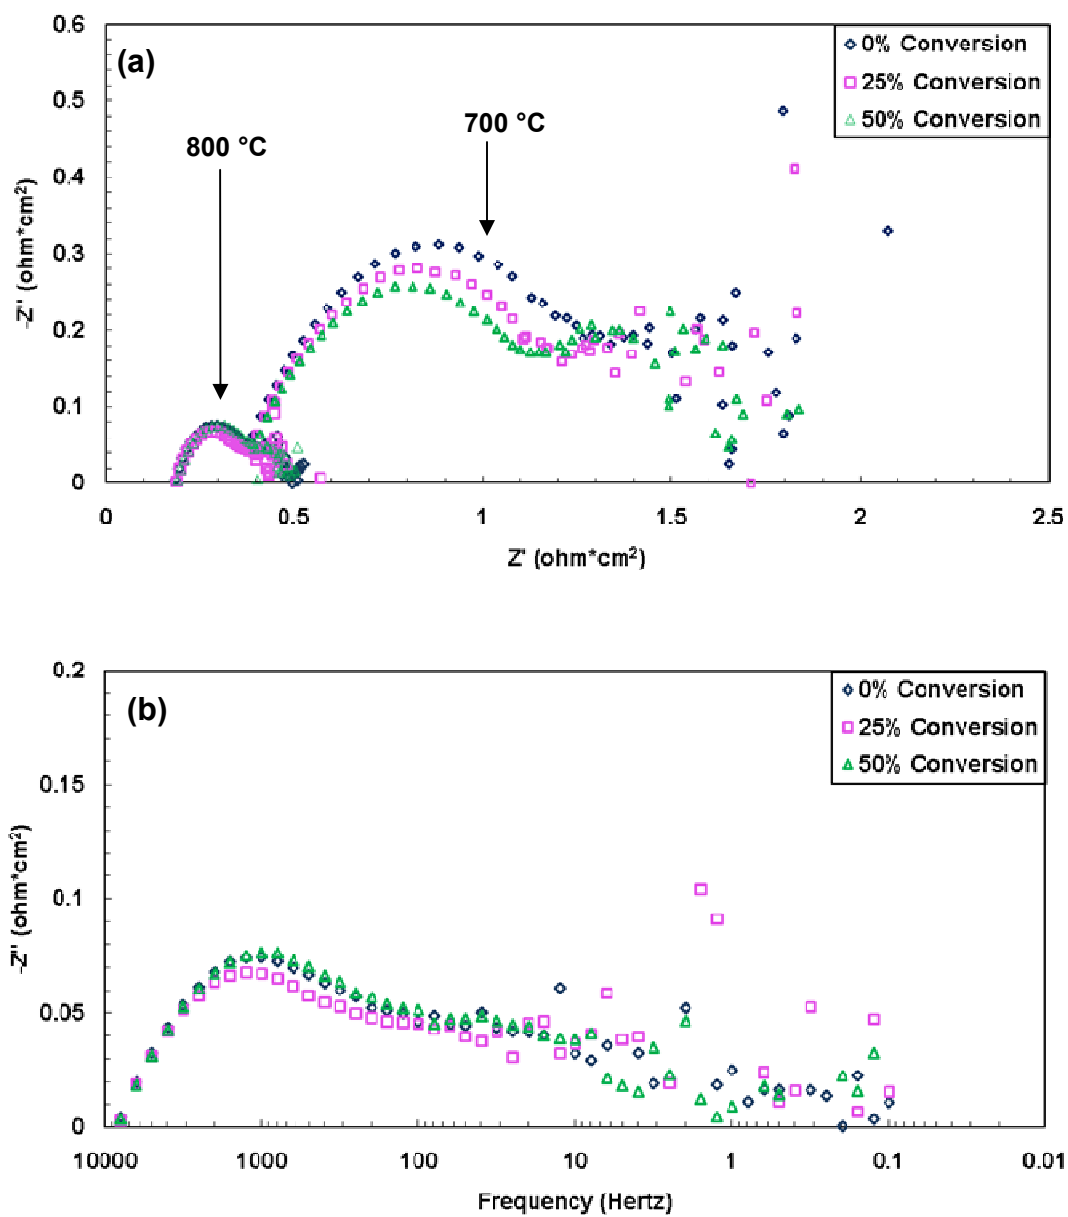 (a)
0% Conversion
25% Conversion
50% Conversion
800 °C
700 °C
0.6
0.5
0.4
0.3
0.2
0.1
0
-Z" (ohm*cm²)
0 0.5 1 1.5 2 2.5
Z' (ohm*cm²)
(b)
0% Conversion
25% Conversion
50% Conversion
0.2
0.15
0.1
0.05
0
-Z" (ohm*cm²)
10000 1000 100 10 1 0.1 0.01
Frequency (Hertz)